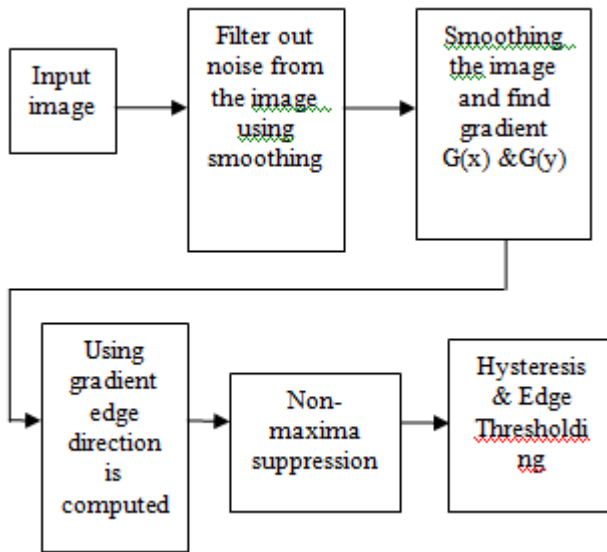 Input
image
Filter out
noise from
the image
using
smoothing
Smoothing
the image
and find
gradient
G(x) &G(y)
Using
gradient
edge
direction
is
computed
Non-
maxima
suppression
Hysteresis
& Edge
Thresholdi
ng